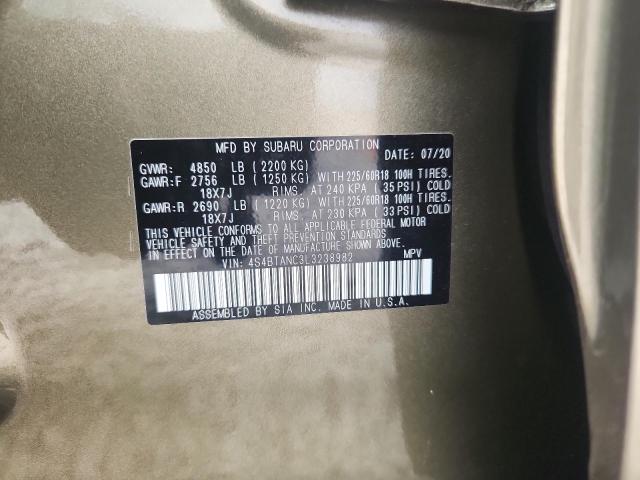 MFD BY SUBARU CORPORATION
GVWR: 4850 LB (2200 KG) DATE: 07/20
GAWR:F 2756 LB (1250 KG) WITH 225/60R18 100H TIRES.
18X7J RIMS, AT 240 KPA (35 PSI) COLD
GAWR:R 2690 LB (1220 KG) WITH 225/60R18 100H TIRES.
18X7J RIMS, AT 230 KPA (33 PSI) COLD
THIS VEHICLE CONFORMS TO ALL APPLICABLE FEDERAL MOTOR
VEHICLE SAFETY AND THEFT PREVENTION STANDARDS
IN EFFECT ON THE DATE OF MANUFACTURE SHOWN ABOVE.
VIN: 4S4BTANC3L3238982 MPV
ASSEMBLED BY SIA INC. MADE IN U.S.A.